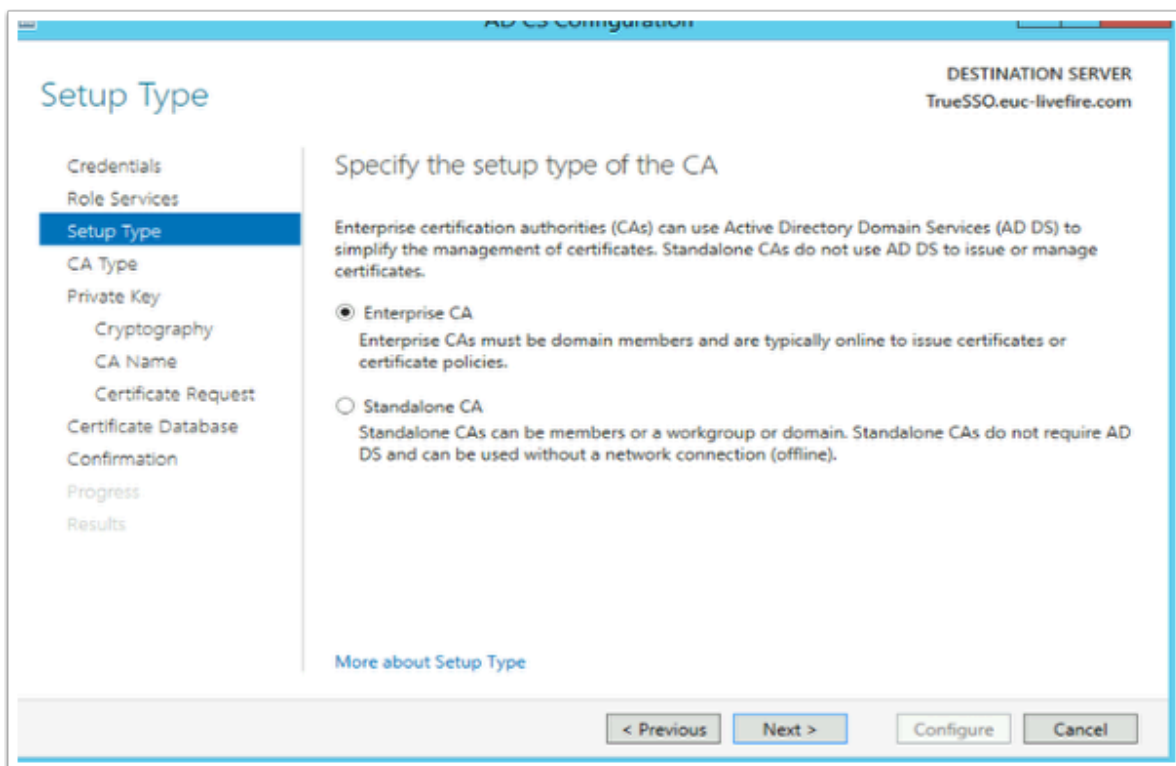 AD CS Configuration
DESTINATION SERVER
TrueSSO.euc-livefire.com
Setup Type
Credentials
Role Services
Setup Type
CA Type
Private Key
Cryptography
CA Name
Certificate Request
Certificate Database
Confirmation
Progress
Results
Specify the setup type of the CA
Enterprise certification authorities (CAs) can use Active Directory Domain Services (AD DS) to
simplify the management of certificates. Standalone CAs do not use AD DS to issue or manage
certificates.
Enterprise CA
Enterprise CAs must be domain members and are typically online to issue certificates or
certificate policies.
Standalone CA
Standalone CAs can be members or a workgroup or domain. Standalone CAs do not require AD
DS and can be used without a network connection (offline).
More about Setup Type
< Previous
Next >
Configure
Cancel